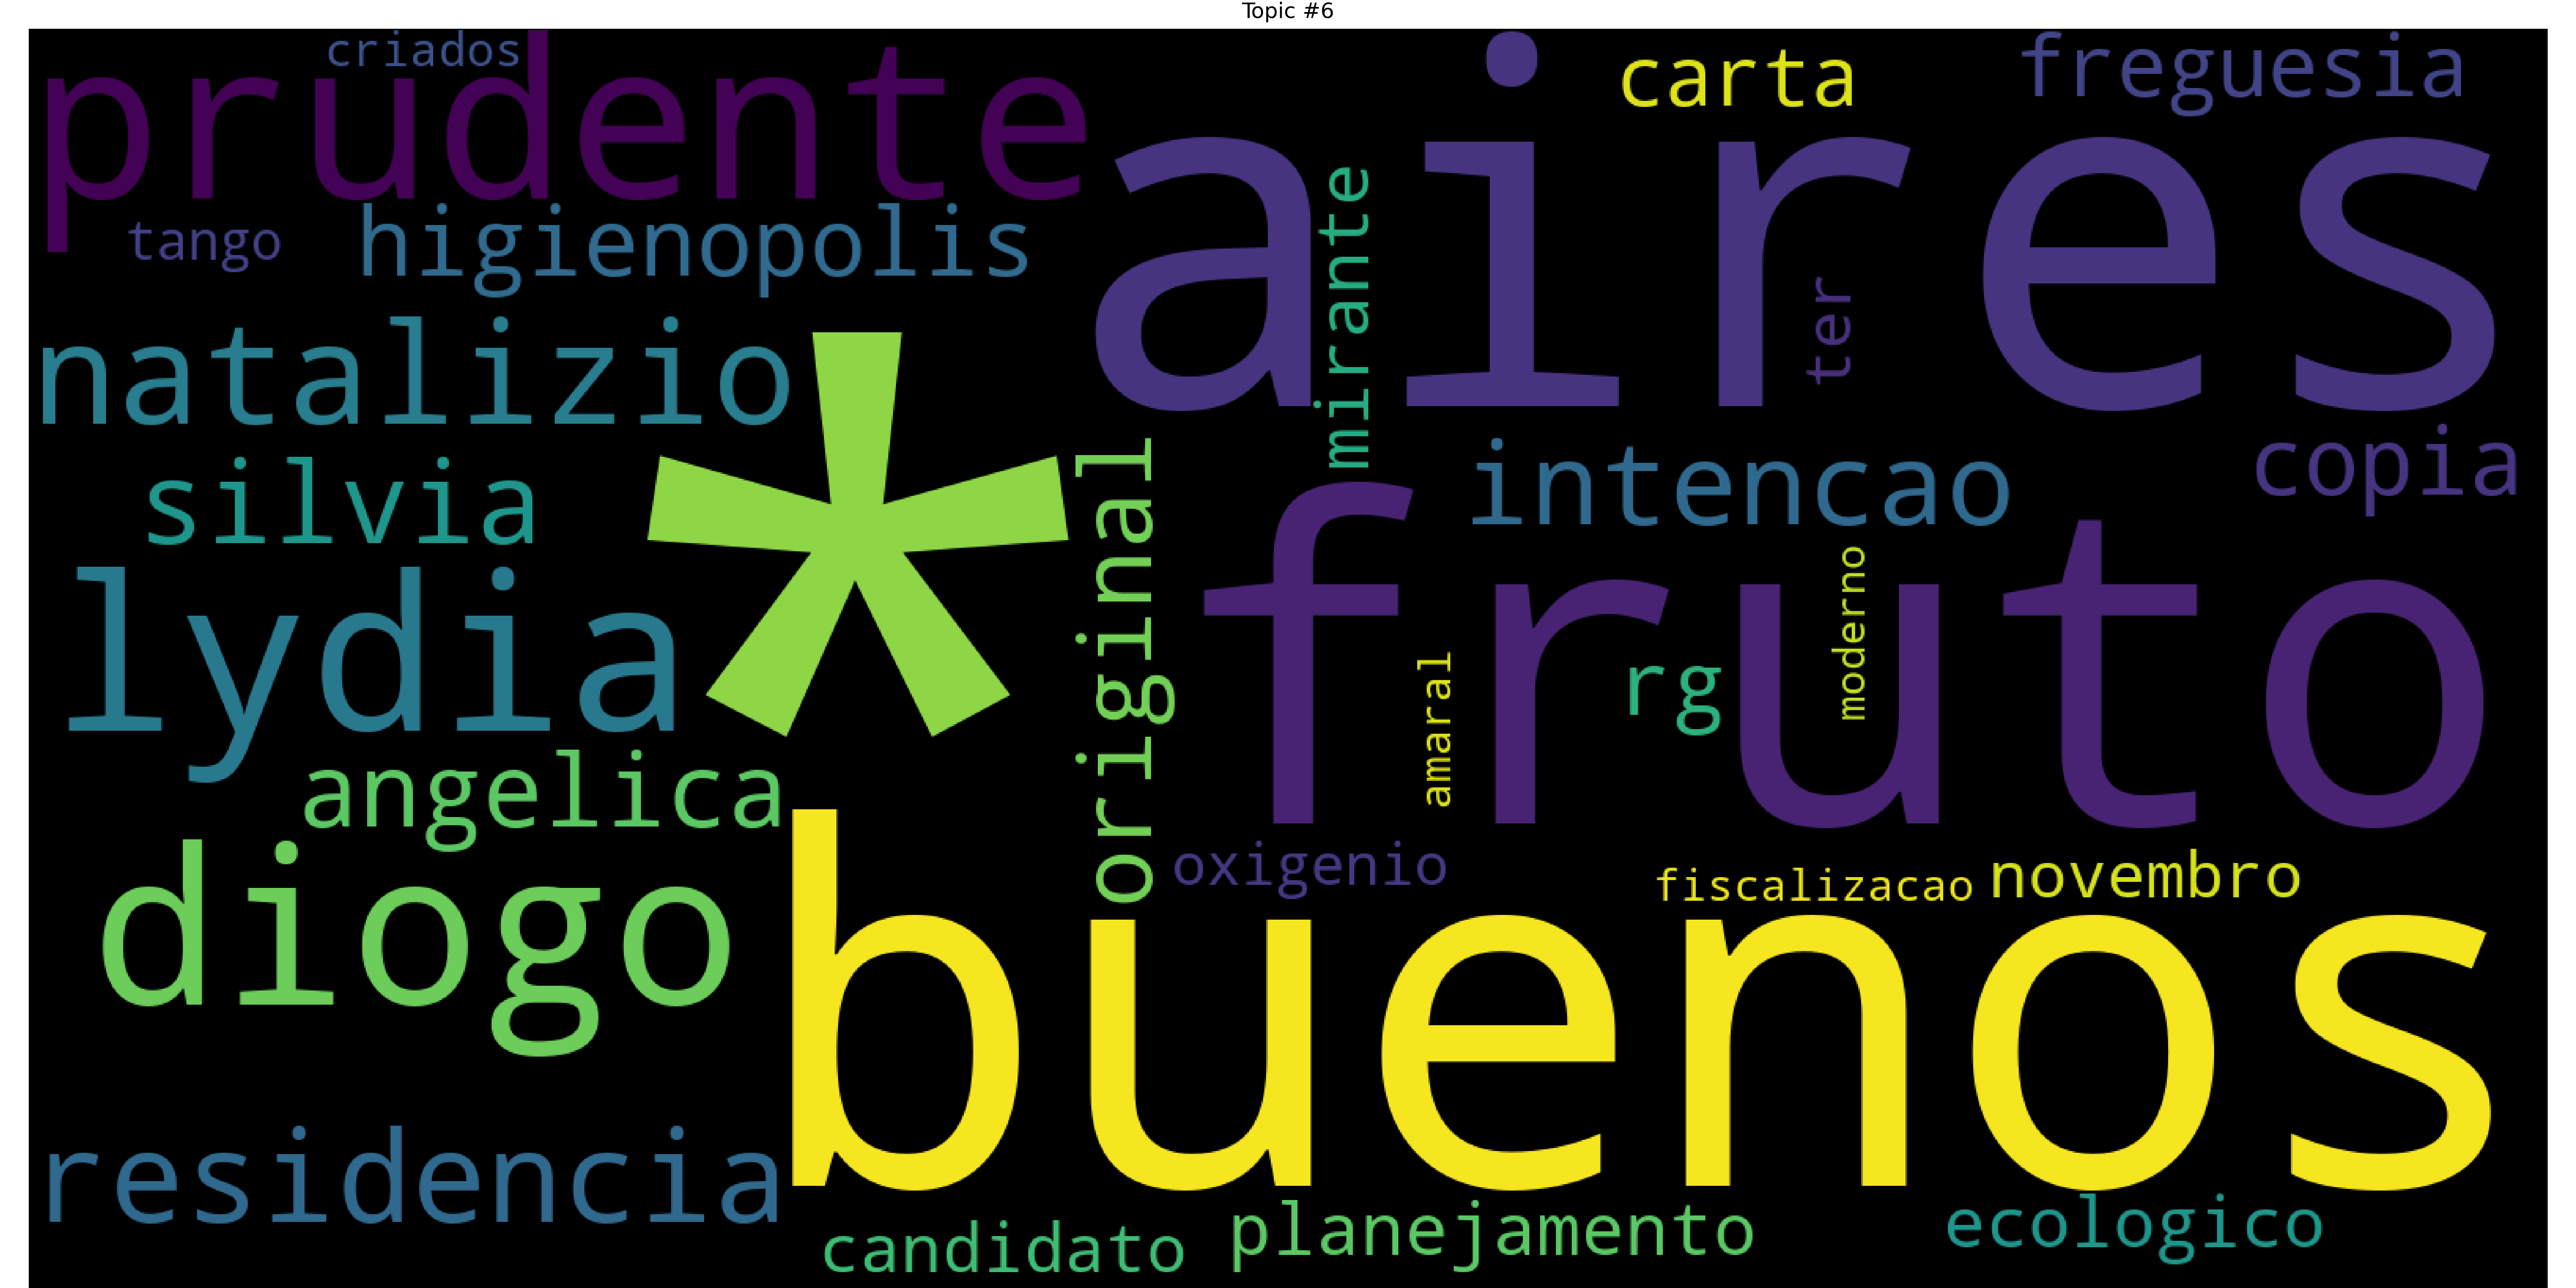 Topic #6
criados
prudente
carta
freguesia
aires
tango
higienopolis
mirante
ter
natalizio
*
silvia
original
intencao
copia
lydia
fruto
amaral
rg
moderno
angelica
diogo
oxigenio
fiscalizacao
novembro
buenos
residencia
candidato
planejamento
ecologico